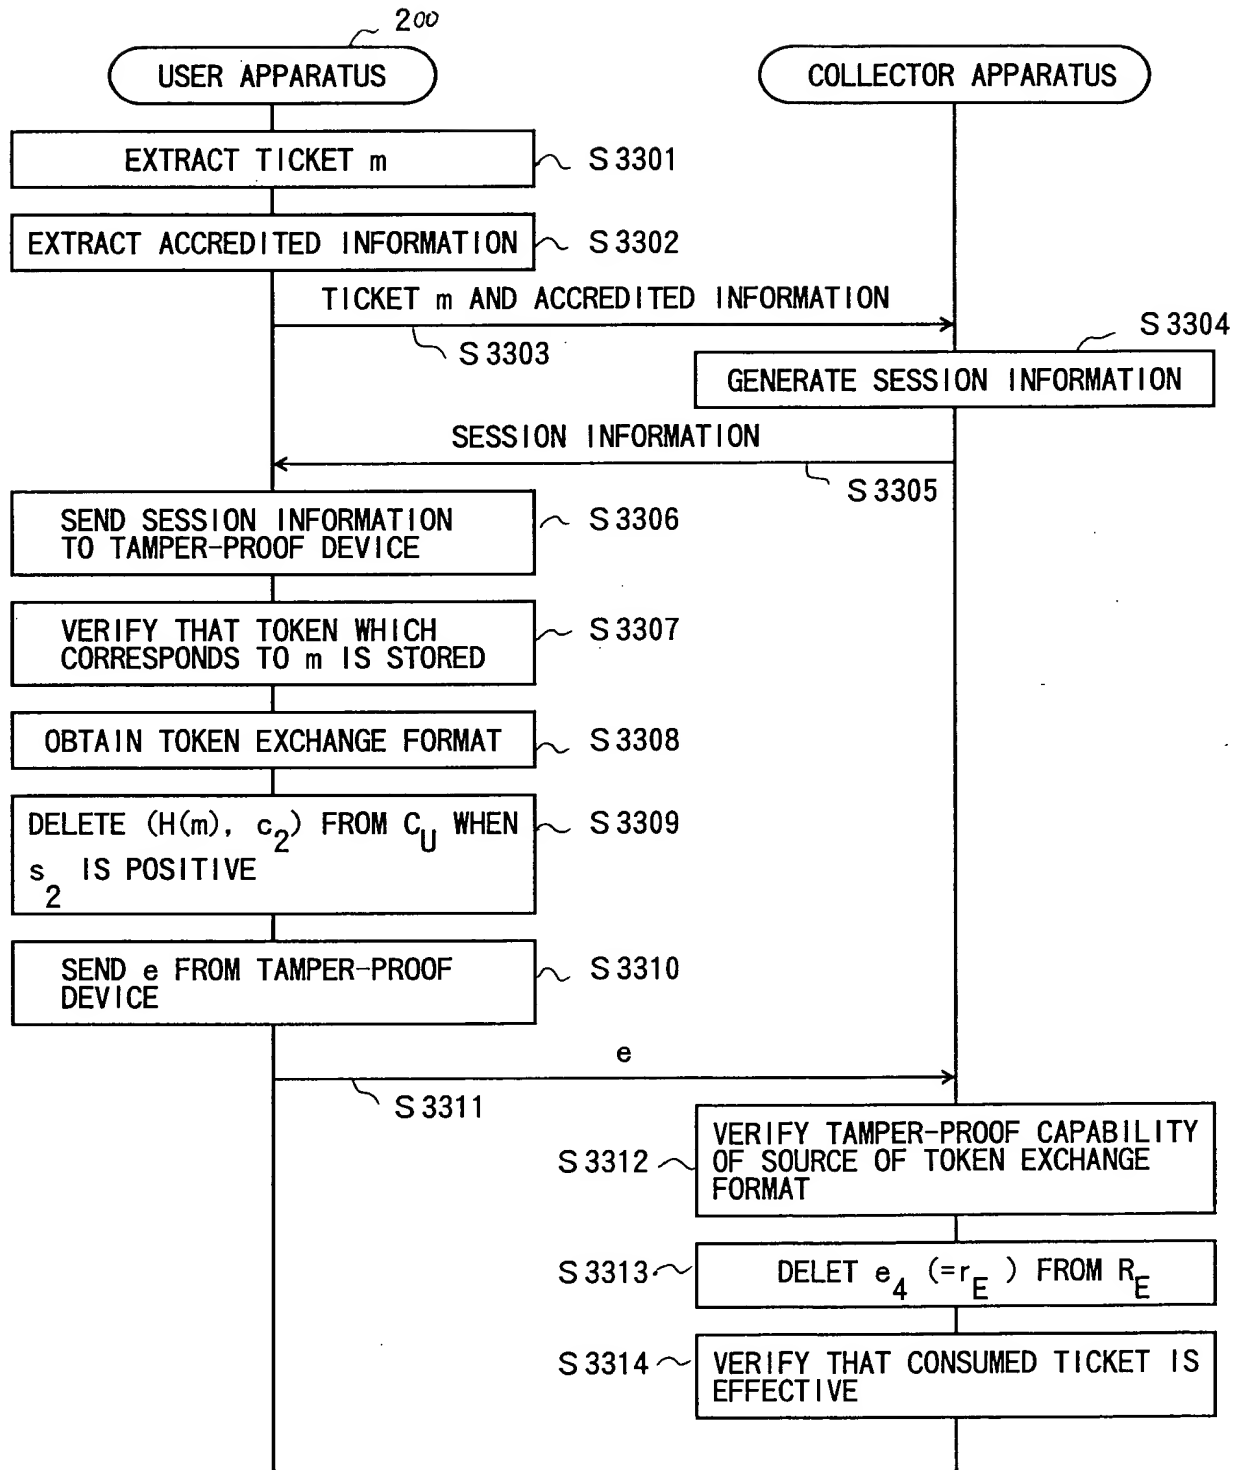 200
USER APPARATUS
COLLECTOR APPARATUS
EXTRACT TICKET m
S3301
EXTRACT ACCREDITED INFORMATION
S3302
TICKET m AND ACCREDITED INFORMATION
S3303
S3304
GENERATE SESSION INFORMATION
SESSION INFORMATION
S3305
SEND SESSION INFORMATION
TO TAMPER-PROOF DEVICE
S3306
VERIFY THAT TOKEN WHICH
CORRESPONDS TO m IS STORED
S3307
OBTAIN TOKEN EXCHANGE FORMAT
S3308
DELETE (H(m), c2) FROM CU WHEN
s2 IS POSITIVE
S3309
SEND e FROM TAMPER-PROOF
DEVICE
S3310
e
S3311
VERIFY TAMPER-PROOF CAPABILITY
OF SOURCE OF TOKEN EXCHANGE
FORMAT
S3312
DELET e4 (=rE) FROM RE
S3313
VERIFY THAT CONSUMED TICKET IS
EFFECTIVE
S3314